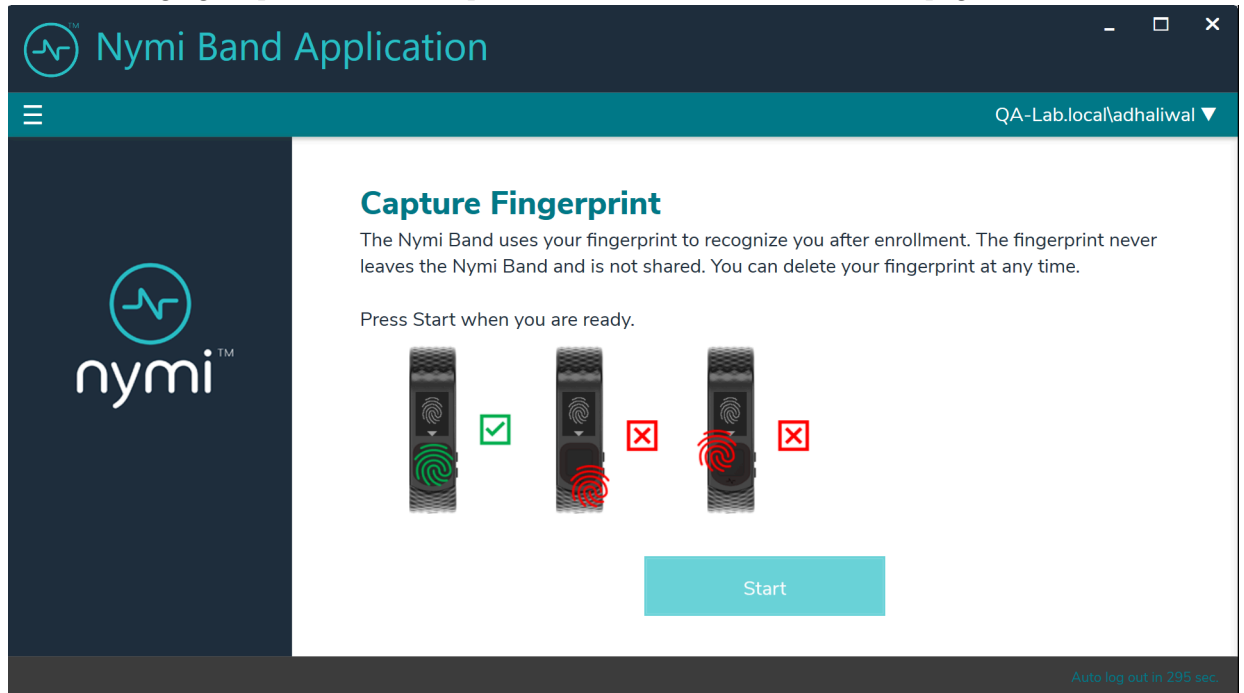 Nymi Band Application
QA-Lab.local\adhaliwal ▼
nymi™
Capture Fingerprint
The Nymi Band uses your fingerprint to recognize you after enrollment. The fingerprint never
leaves the Nymi Band and is not shared. You can delete your fingerprint at any time.
Press Start when you are ready.
Start
Auto log out in 295 sec.